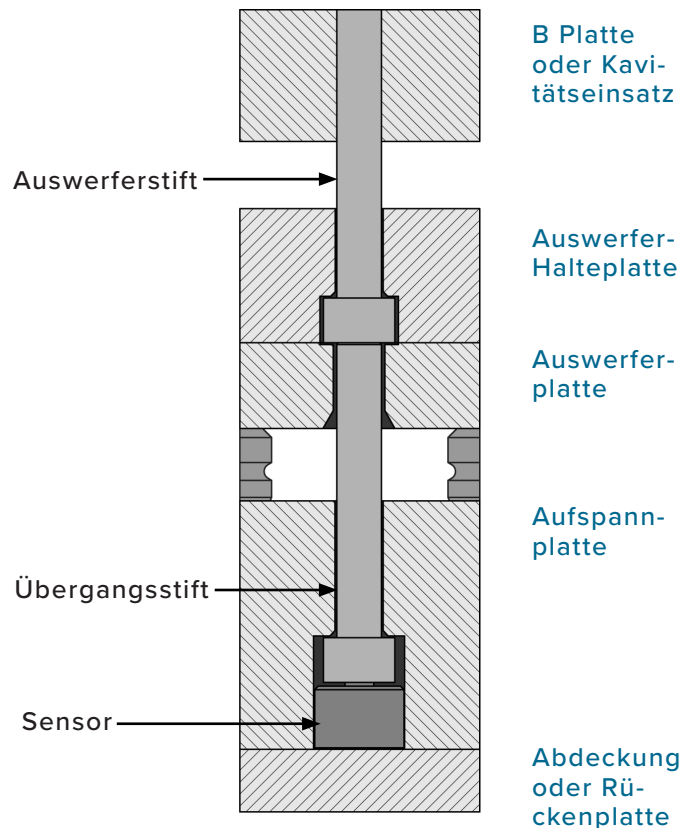 B Platte
oder Kavi-
tätseinsatz
Auswerferstift
Auswerfer-
Halteplatte
Auswerfer-
platte
Aufspann-
platte
Übergangsstift
Sensor
Abdeckung
oder Rü-
ckenplatte